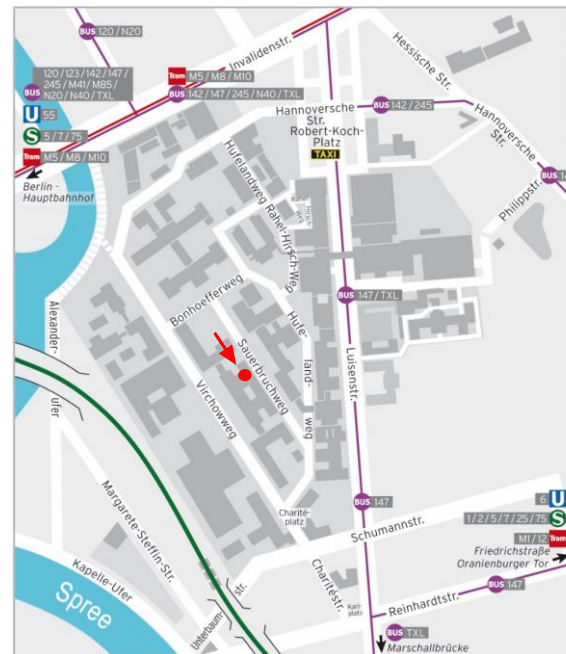 BUS 120 / N20
120 / 123 / 142 / 147 /
245 / M41 / M85 /
BUS N20 / N40 / TXL
U 55
S 5 / 7 / 75
Tram M5 / M8 / M10
Berlin -
Hauptbahnhof
Invalidenstr.
Tram M5 / M8 / M10
BUS 142 / 147 / 245 / N40 / TXL
Hessische Str.
Hannoversche
Str.
BUS 142 / 245
Hannoversche
Str.
Robert-Koch-
Platz
TAXI
Philippstr.
BUS
Hufelandweg
Rahel-Hirsch-Weg
Rahel
Hirsch
Weg
BUS 147 / TXL
Bonhoefferweg
Alexander-
ufer
Sauerbruchweg
Hufe-
land-
weg
Luisenstr.
Virchowweg
Charité-
platz
BUS 147
Schumannstr.
6 U
1 / 2 / 5 / 7 / 25 / 75 S
M1 / 12 Tram
Friedrichstraße
Oranienburger Tor
Margarete-Steffin-Str.
Kapelle-Ufer
Spree
Unterbaum-
str.
Charitéstr.
Karl-
platz
Reinhardtstr.
BUS 147
BUS TXL
Marschallbrücke